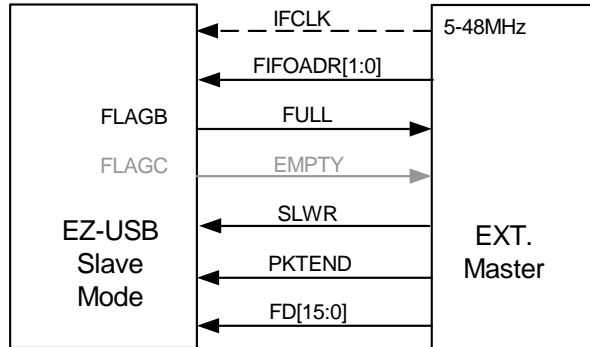 IFCLK
5-48MHz
FIFOADR[1:0]
FLAGB
FULL
FLAGC
EMPTY
SLWR
EZ-USB
Slave
Mode
EXT.
Master
PKTEND
FD[15:0]